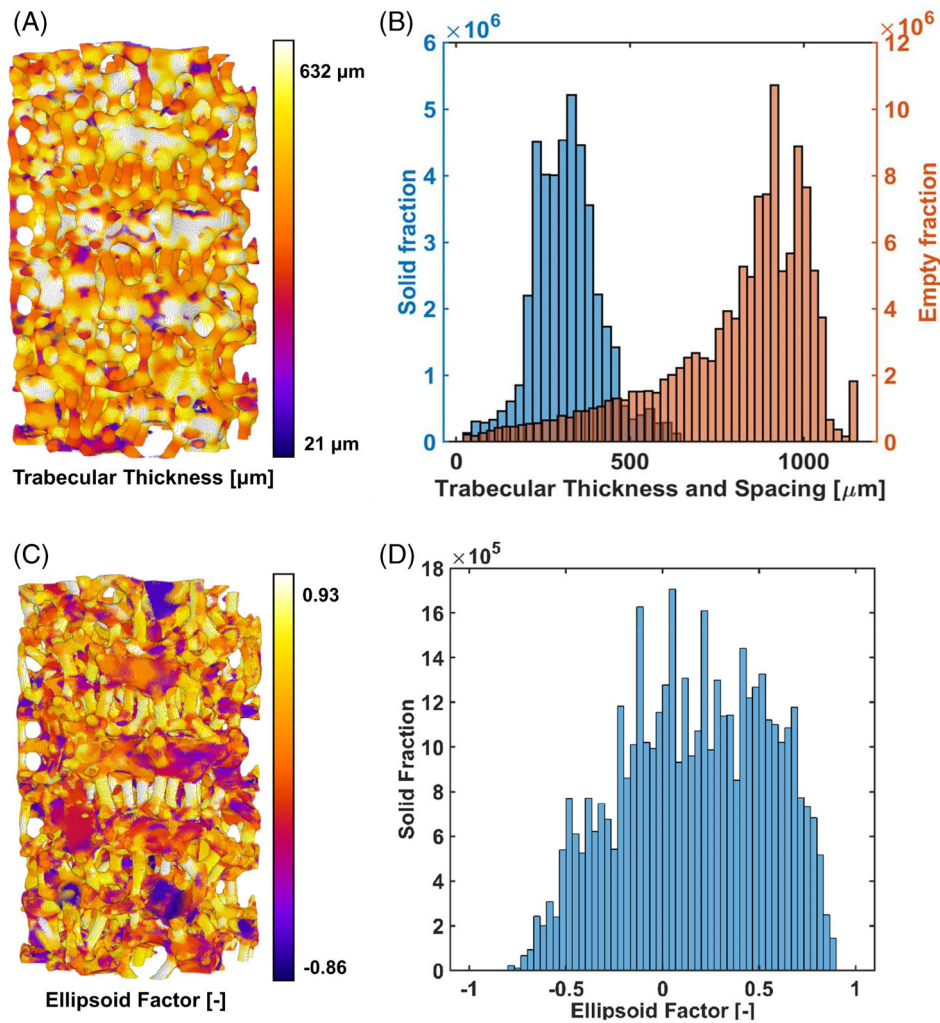 (A)
632 μm
21 μm
Trabecular Thickness [μm]
(B)
×10⁶
×10⁶
6
5
4
3
2
1
0
Solid fraction
12
10
8
6
4
2
0
Empty fraction
0
500
1000
Trabecular Thickness and Spacing [μm]
(C)
0.93
-0.86
Ellipsoid Factor [-]
(D)
×10⁵
18
16
14
12
10
8
6
4
2
0
Solid Fraction
-1
-0.5
0
0.5
1
Ellipsoid Factor [-]